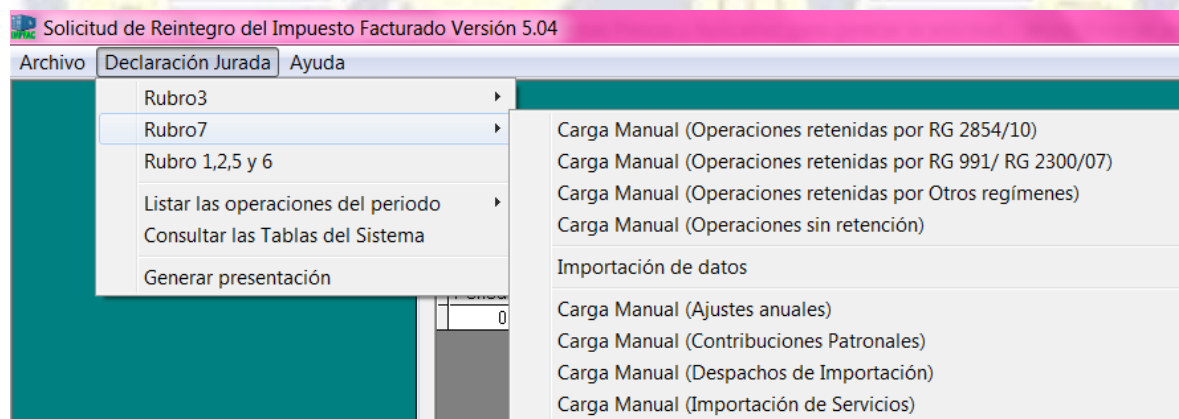 Solicitud de Reintegro del Impuesto Facturado Versión 5.04
Archivo Declaración Jurada Ayuda
Rubro3
Rubro7
Rubro 1,2,5 y 6
Listar las operaciones del periodo
Consultar las Tablas del Sistema
Generar presentación
Carga Manual (Operaciones retenidas por RG 2854/10)
Carga Manual (Operaciones retenidas por RG 991/ RG 2300/07)
Carga Manual (Operaciones retenidas por Otros regímenes)
Carga Manual (Operaciones sin retención)
Importación de datos
Carga Manual (Ajustes anuales)
Carga Manual (Contribuciones Patronales)
Carga Manual (Despachos de Importación)
Carga Manual (Importación de Servicios)
0